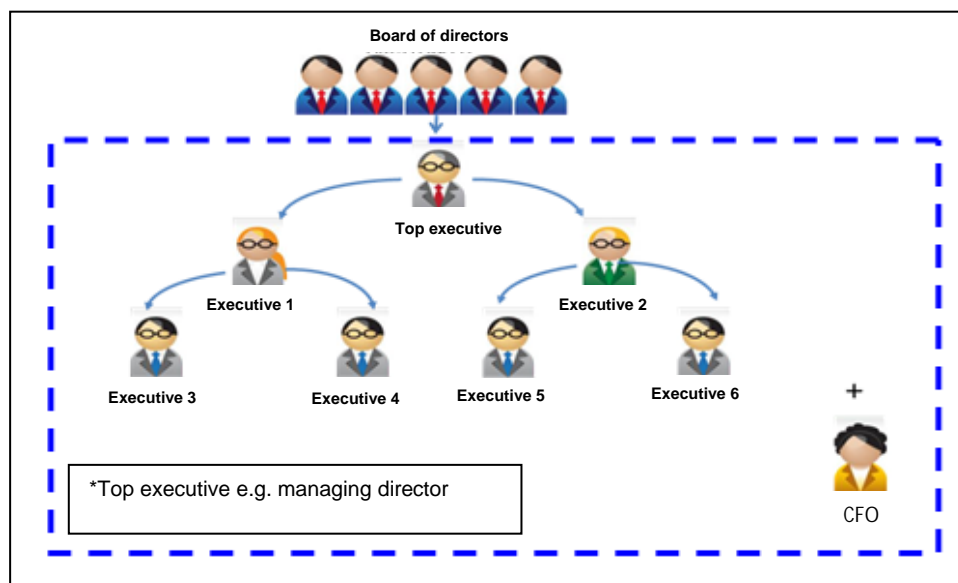 Board of directors
Top executive
Executive 1
Executive 2
Executive 3
Executive 4
Executive 5
Executive 6
+
CFO
*Top executive e.g. managing director